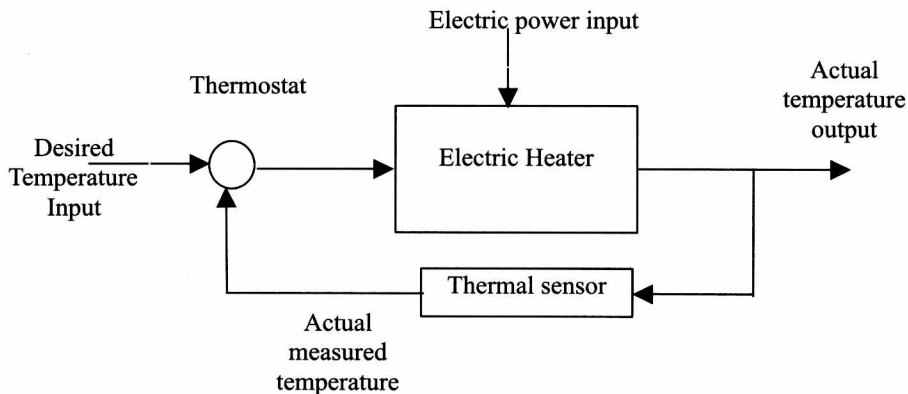 Electric power input
Thermostat
Actual
temperature
output
Desired
Temperature
Input
Electric Heater
Thermal sensor
Actual
measured
temperature